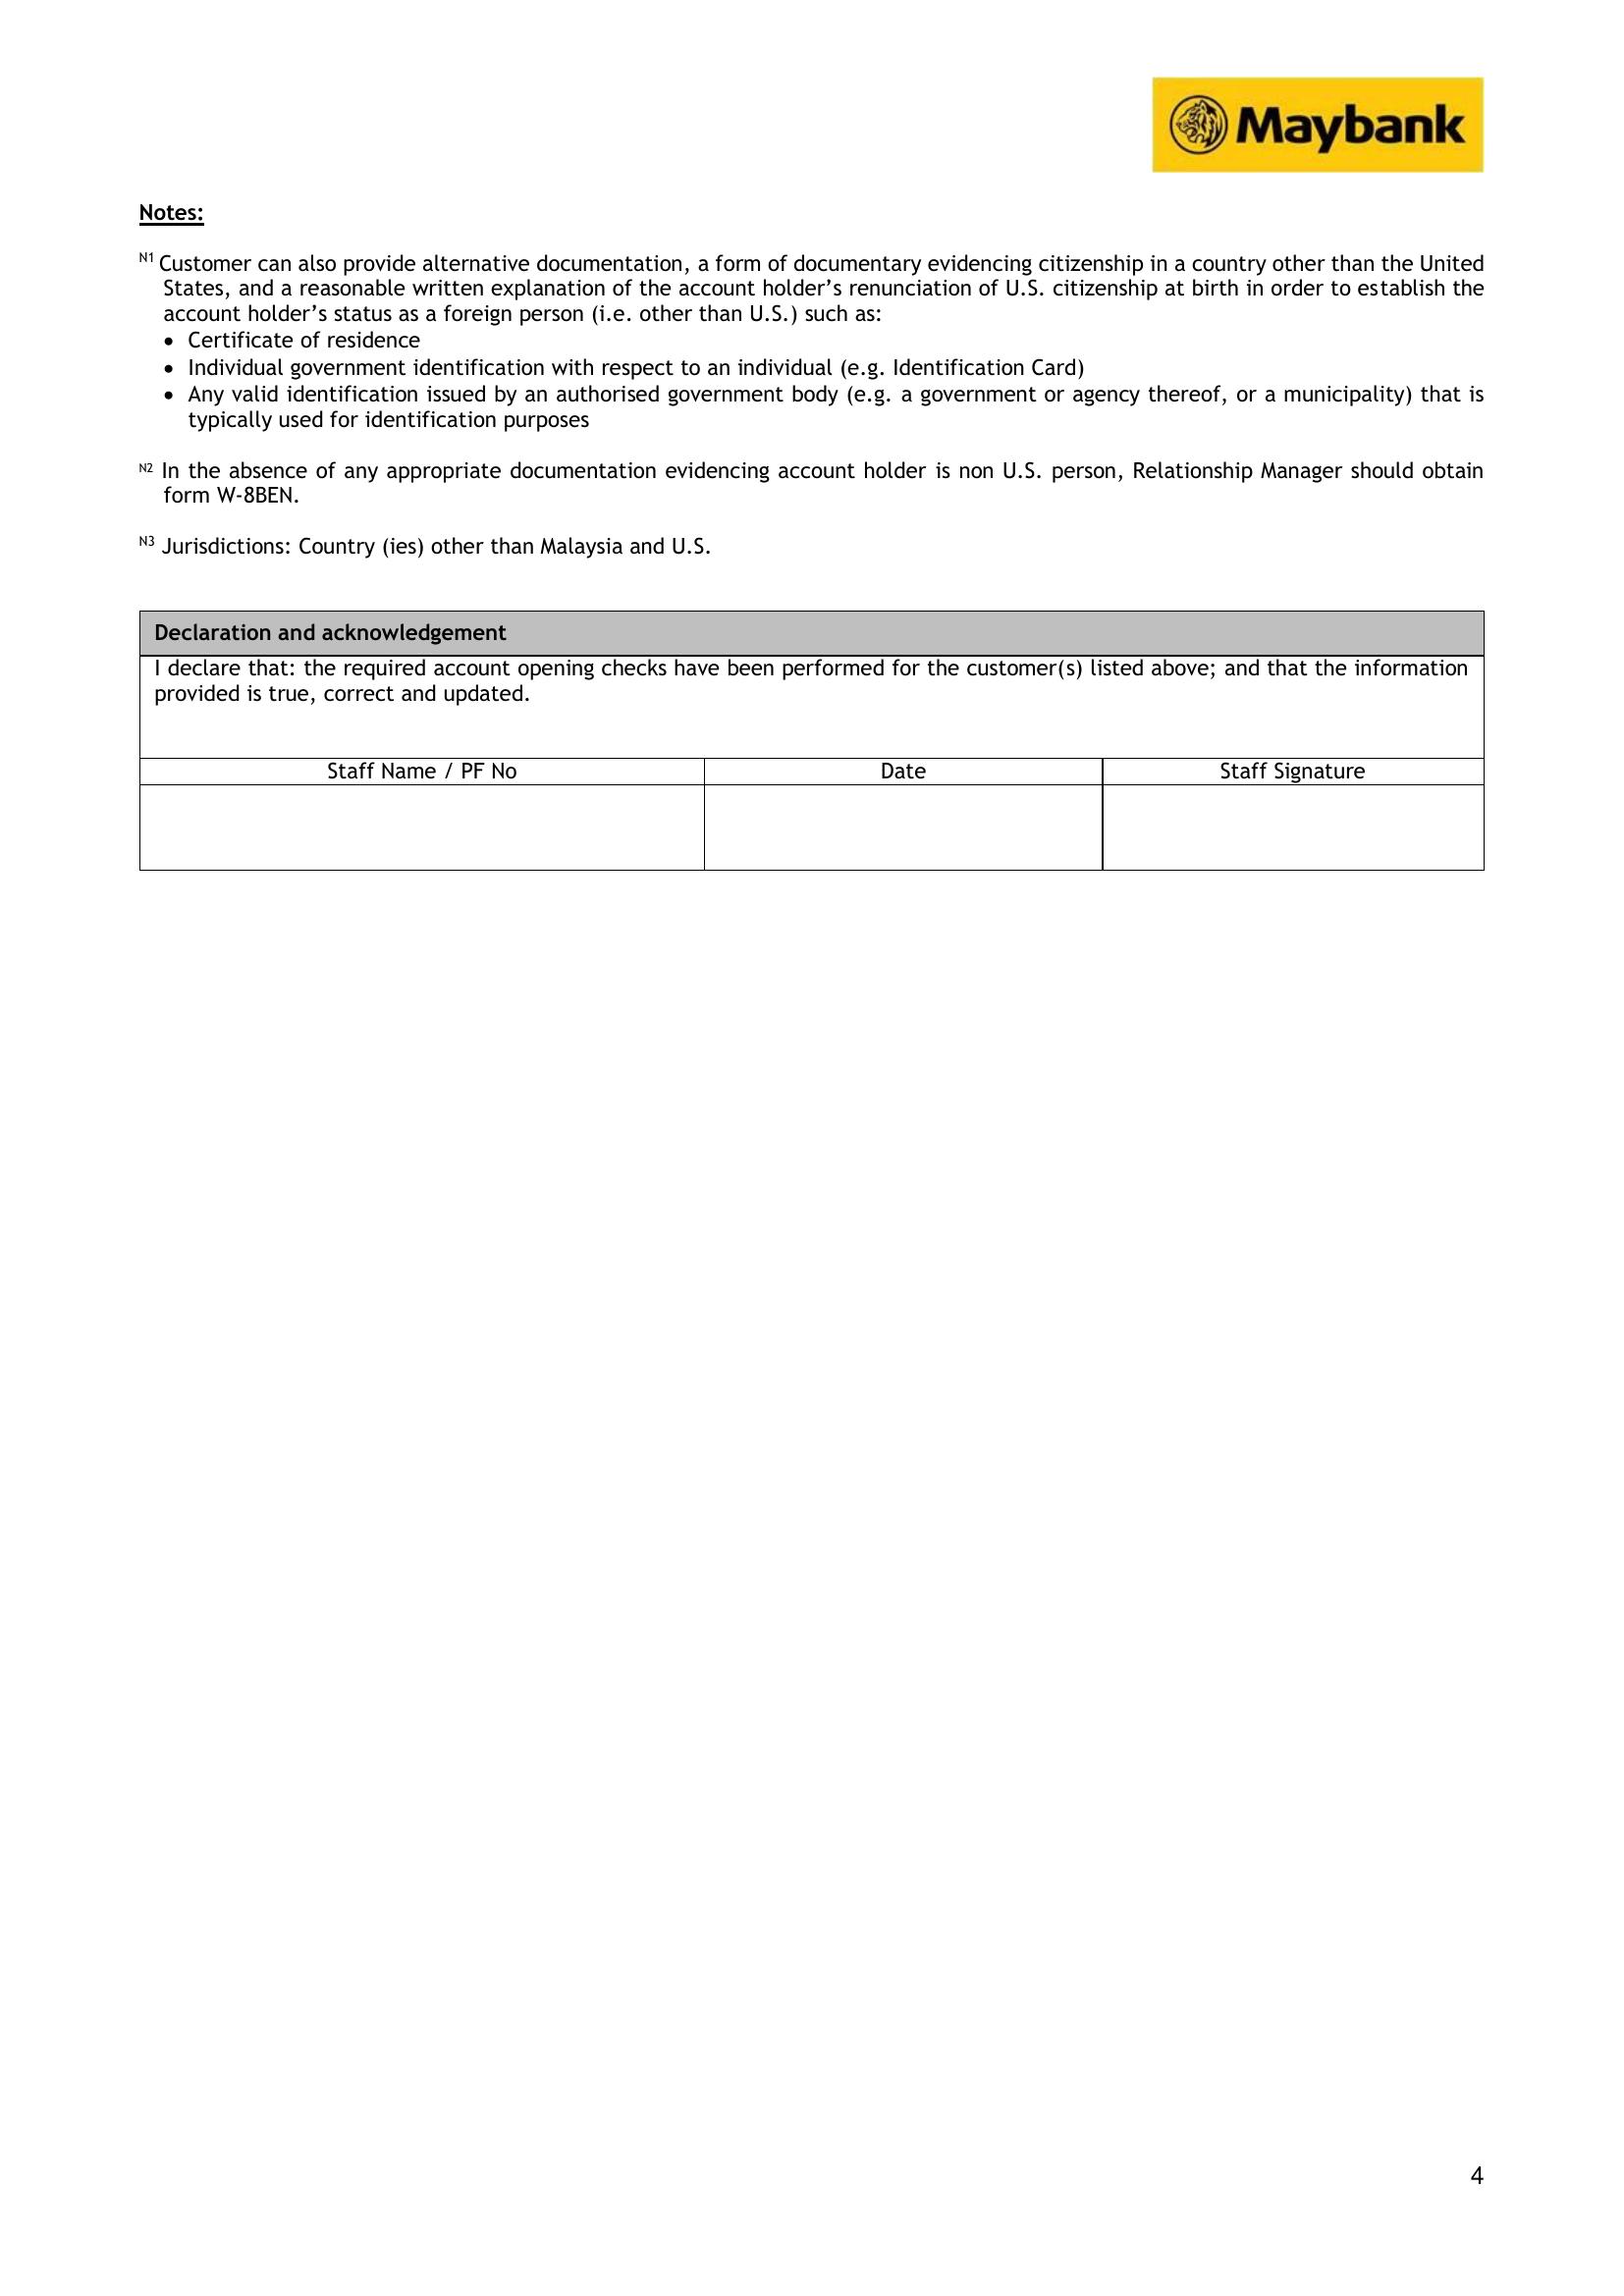 Maybank
Notes:
N1 Customer can also provide alternative documentation, a form of documentary evidencing citizenship in a country other than the United
States, and a reasonable written explanation of the account holder’s renunciation of U.S. citizenship at birth in order to establish the
account holder’s status as a foreign person (i.e. other than U.S.) such as:
• Certificate of residence
• Individual government identification with respect to an individual (e.g. Identification Card)
• Any valid identification issued by an authorised government body (e.g. a government or agency thereof, or a municipality) that is
typically used for identification purposes
N2 In the absence of any appropriate documentation evidencing account holder is non U.S. person, Relationship Manager should obtain
form W-8BEN.
N3 Jurisdictions: Country (ies) other than Malaysia and U.S.
Declaration and acknowledgement
I declare that: the required account opening checks have been performed for the customer(s) listed above; and that the information
provided is true, correct and updated.
Staff Name / PF No Date Staff Signature
4